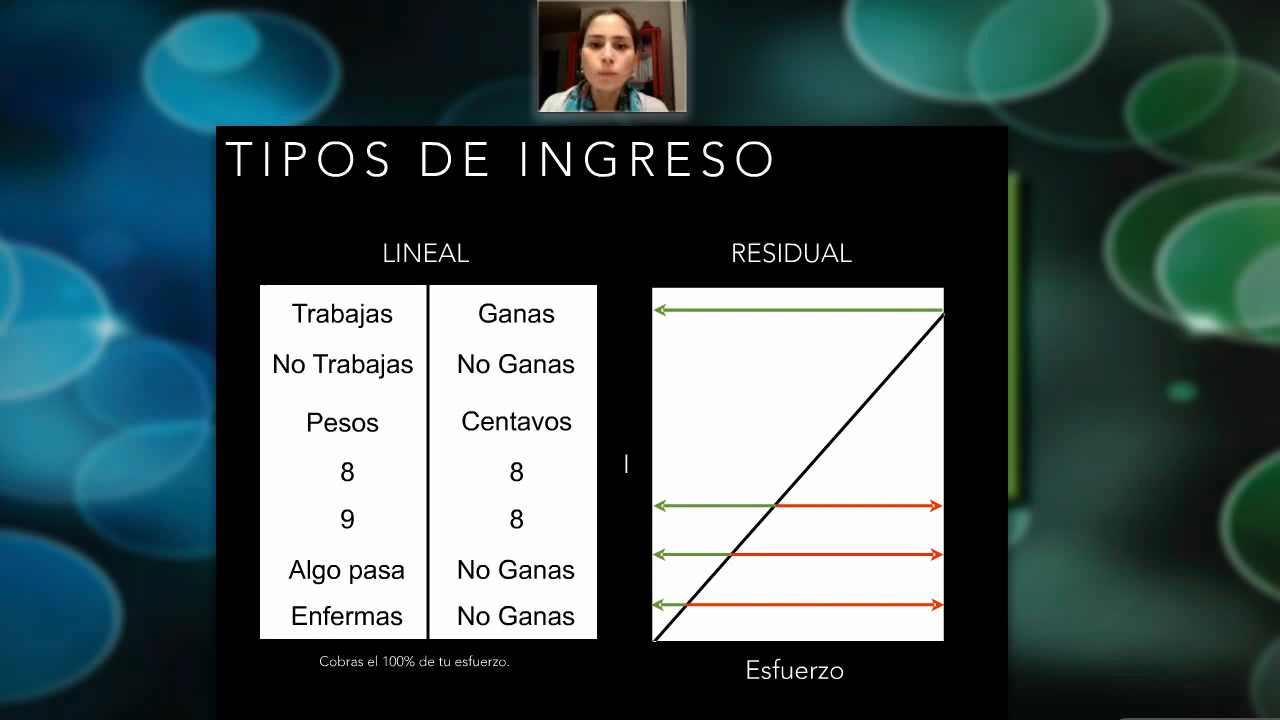 TIPOS DE INGRESO
LINEAL
Trabajas Ganas
No Trabajas No Ganas
Pesos Centavos
8 8
9 8
Algo pasa No Ganas
Enfermas No Ganas
Cobras el 100% de tu esfuerzo.
RESIDUAL
I
Esfuerzo